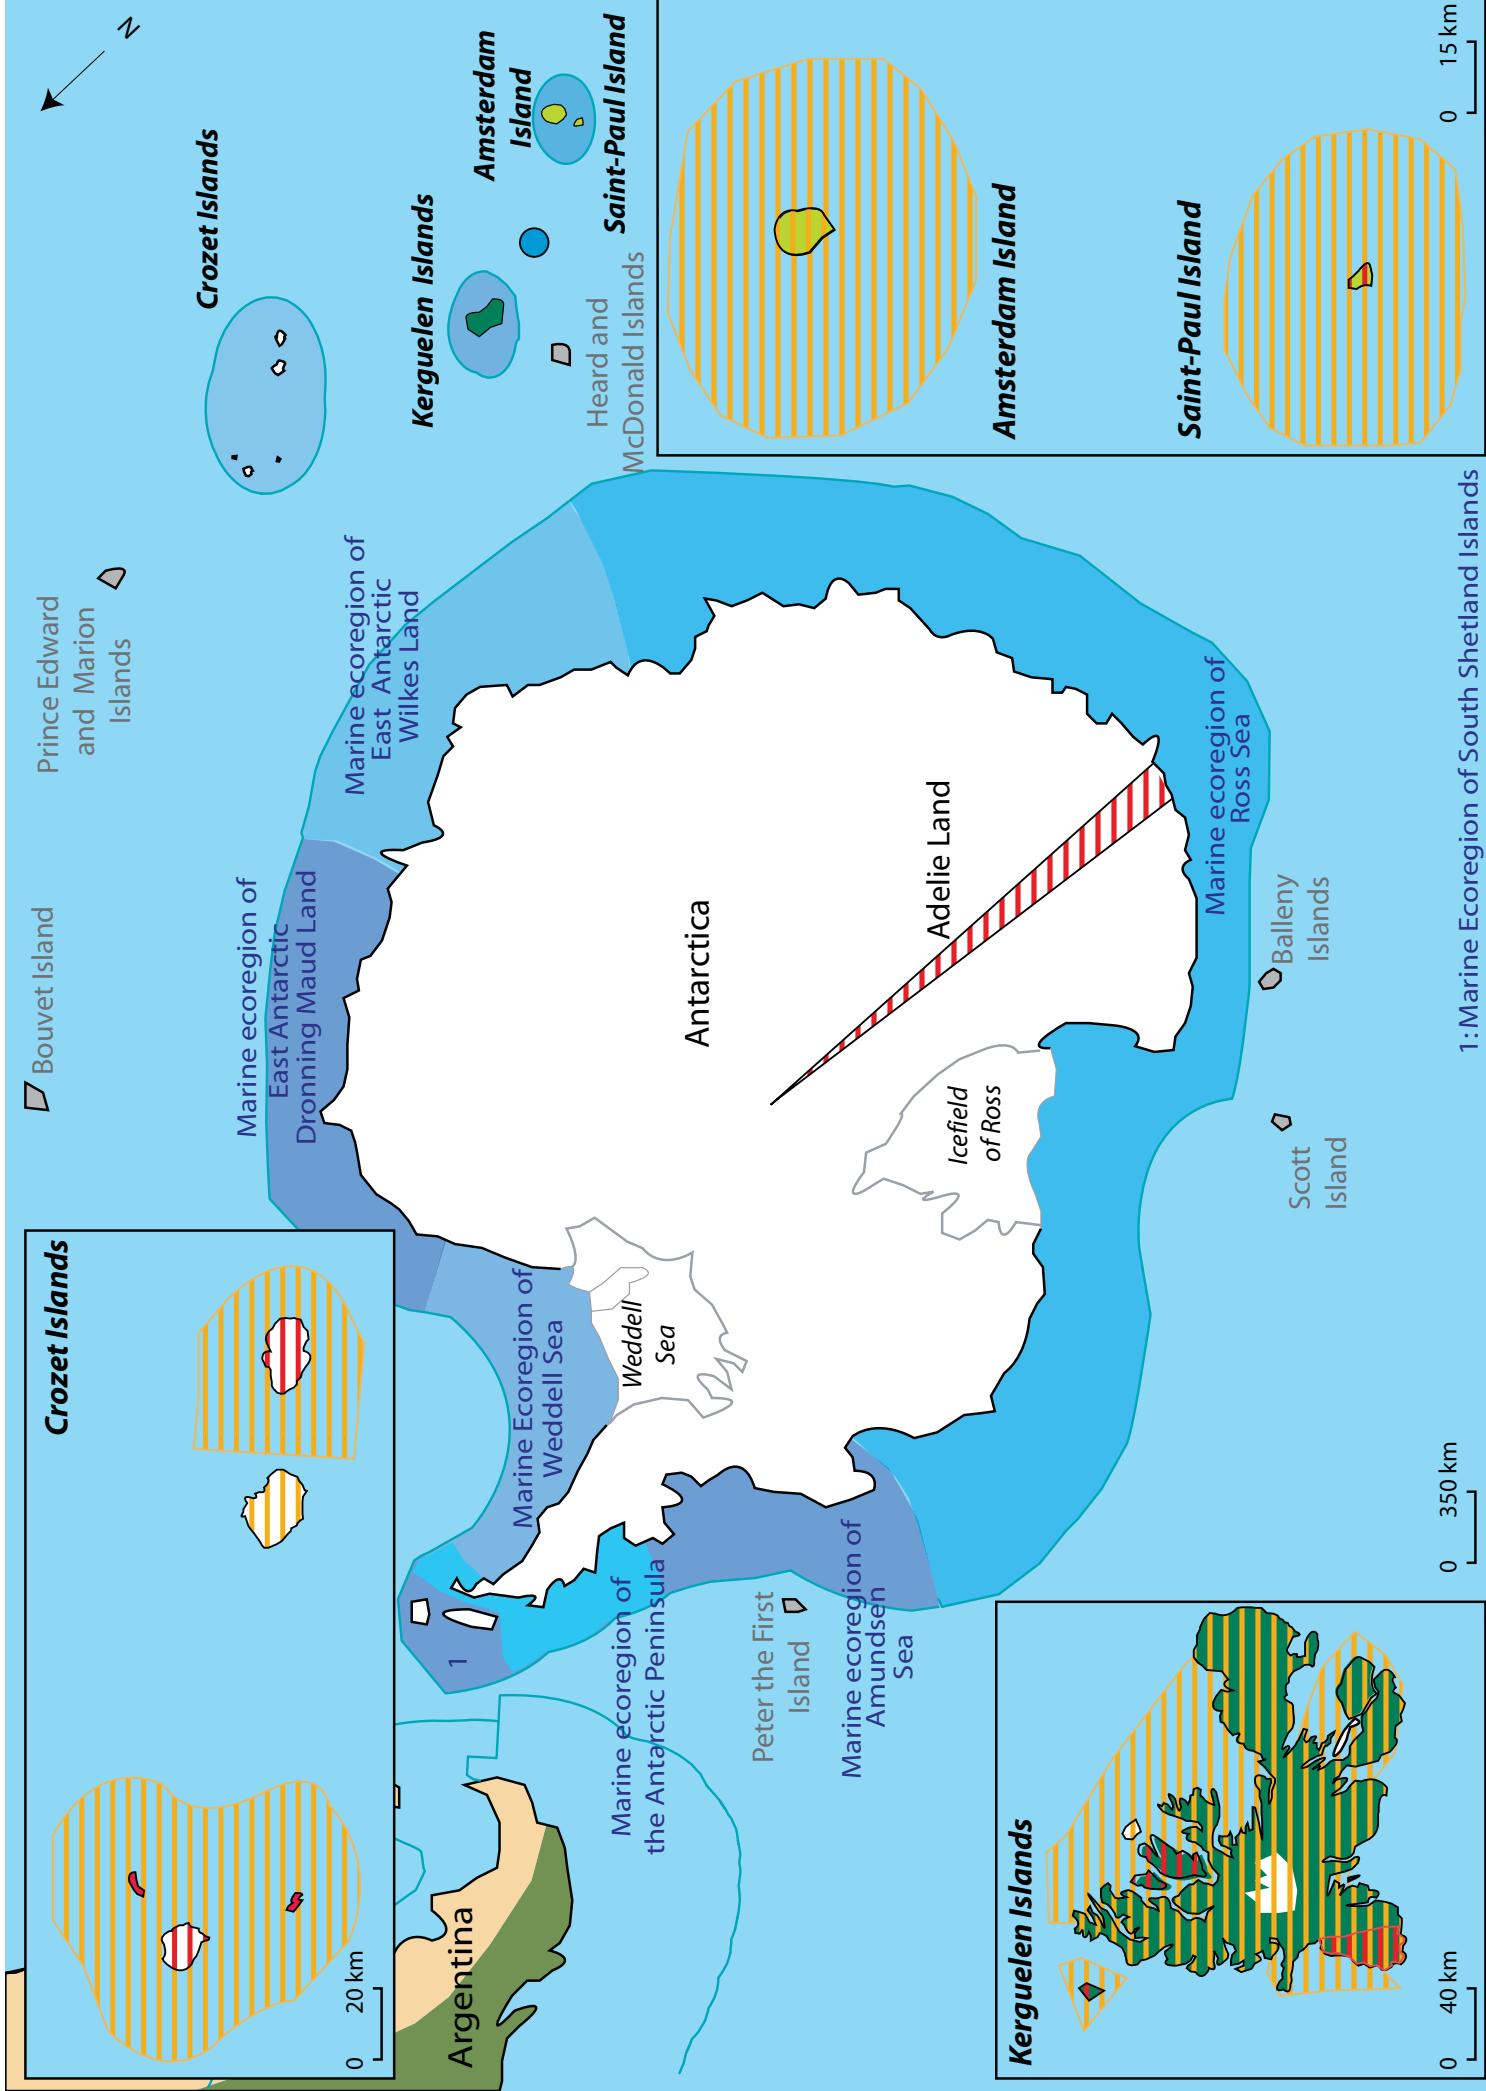 Crozet Islands
0
20 km
Argentina
Kerguelen Islands
0
40 km
Bouvet Island
Prince Edward
and Marion
Islands
N
Crozet Islands
Kerguelen Islands
Amsterdam
Island
Saint-Paul Island
Heard and
McDonald Islands
Marine ecoregion of
East Antarctic
Dronning Maud Land
Marine ecoregion of
East Antarctic
Wilkes Land
Marine Ecoregion of
Weddell Sea
Weddell
Sea
1
Marine ecoregion of
the Antarctic Peninsula
Antarctica
Peter the First
Island
Marine ecoregion of
Amundsen
Sea
Adelie Land
Icefield
of Ross
Marine ecoregion of
Ross Sea
Balleny
Islands
Scott
Island
0
350 km
1: Marine Ecoregion of South Shetland Islands
Amsterdam Island
Saint-Paul Island
0
15 km